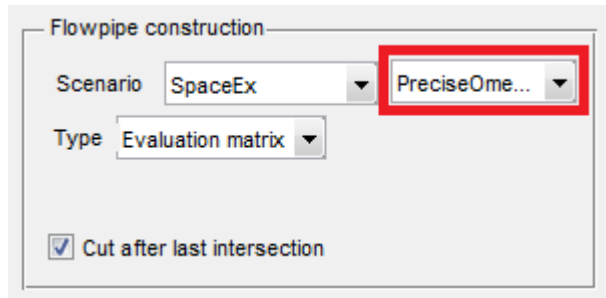 Flowpipe construction
Scenario SpaceEx PreciseOme...
Type Evaluation matrix
Cut after last intersection